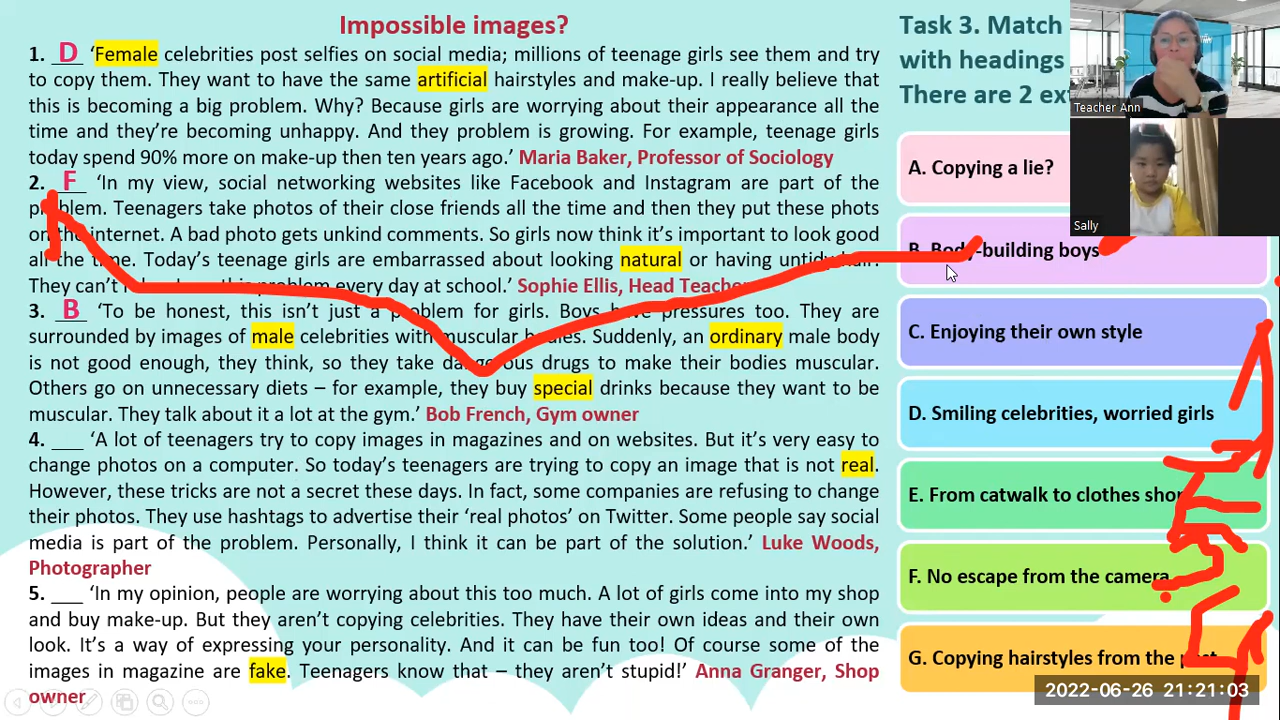 Impossible images?
1. __D__ ‘Female celebrities post selfies on social media; millions of teenage girls see them and try
to copy them. They want to have the same artificial hairstyles and make-up. I really believe that
this is becoming a big problem. Why? Because girls are worrying about their appearance all the
time and they’re becoming unhappy. And they problem is growing. For example, teenage girls
today spend 90% more on make-up then ten years ago.’ Maria Baker, Professor of Sociology
2. __F__ ‘In my view, social networking websites like Facebook and Instagram are part of the
problem. Teenagers take photos of their close friends all the time and then they put these phots
on the internet. A bad photo gets unkind comments. So girls now think it’s important to look good
all the time. Today’s teenage girls are embarrassed about looking natural or having untidy hair.
They can’t this problem every day at school.’ Sophie Ellis, Head Teacher
3. __B__ ‘To be honest, this isn’t just a problem for girls. Boys have pressures too. They are
surrounded by images of male celebrities with muscular bodies. Suddenly, an ordinary male body
is not good enough, they think, so they take dangerous drugs to make their bodies muscular.
Others go on unnecessary diets – for example, they buy special drinks because they want to be
muscular. They talk about it a lot at the gym.’ Bob French, Gym owner
4. ___ ‘A lot of teenagers try to copy images in magazines and on websites. But it’s very easy to
change photos on a computer. So today’s teenagers are trying to copy an image that is not real.
However, these tricks are not a secret these days. In fact, some companies are refusing to change
their photos. They use hashtags to advertise their ‘real photos’ on Twitter. Some people say social
media is part of the problem. Personally, I think it can be part of the solution.’ Luke Woods,
Photographer
5. ___ ‘In my opinion, people are worrying about this too much. A lot of girls come into my shop
and buy make-up. But they aren’t copying celebrities. They have their own ideas and their own
look. It’s a way of expressing your personality. And it can be fun too! Of course some of the
images in magazine are fake. Teenagers know that – they aren’t stupid!’ Anna Granger, Shop
owner
Task 3. Match
with headings
There are 2 ex
Teacher Ann
Sally
A. Copying a lie?
B. Body-building boys
C. Enjoying their own style
D. Smiling celebrities, worried girls
E. From catwalk to clothes shop
F. No escape from the camera
G. Copying hairstyles from the past
2022-06-26 21:21:03